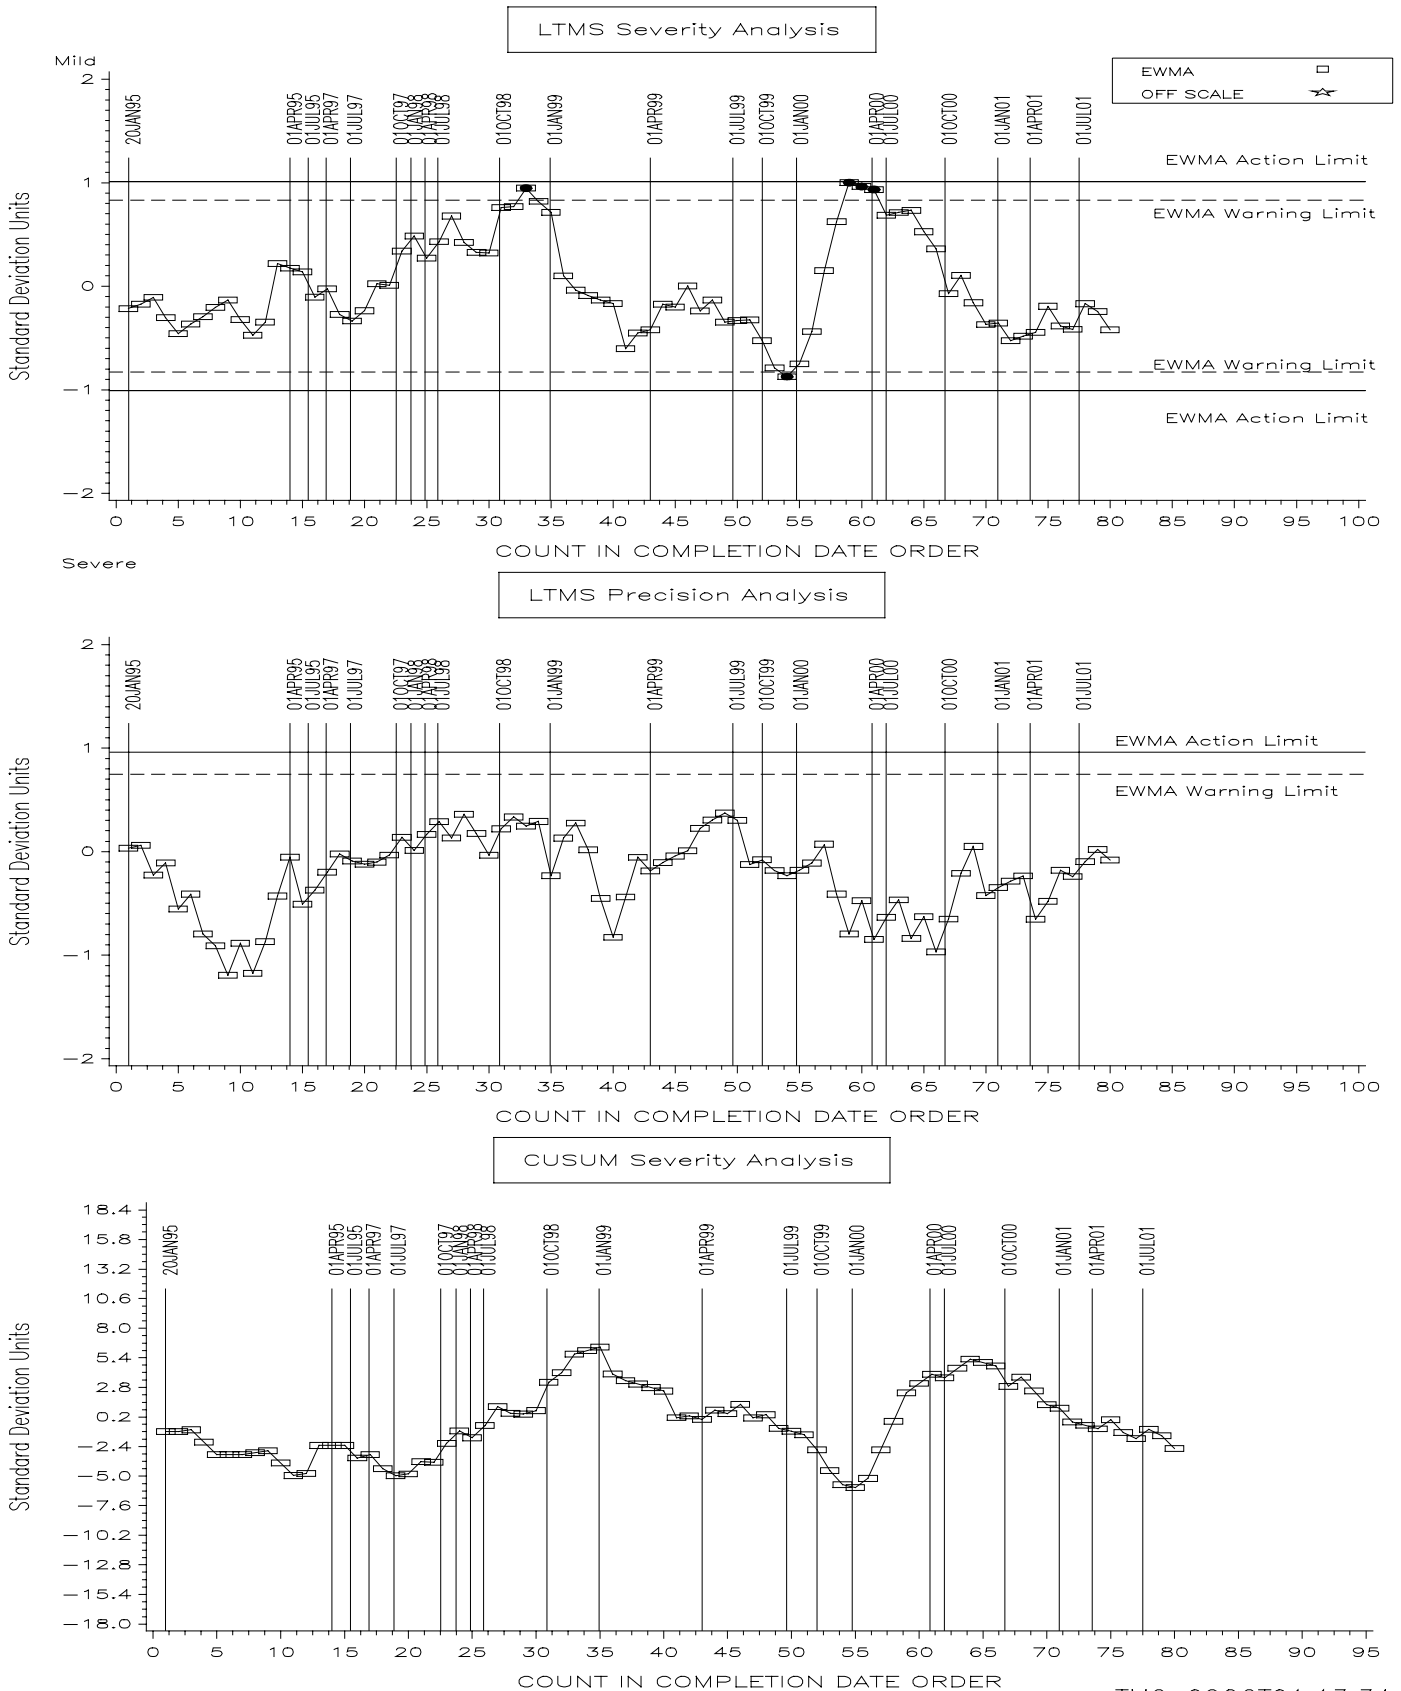 LTMS Severity Analysis
Mild
EWMA
OFF SCALE
2
1
0
−1
−2
Standard Deviation Units
20JAN95
01APR95
01JUL95
01APR97
01JUL97
01OCT97
01JAN98
01APR98
01JUL98
01OCT98
01JAN99
01APR99
01JUL99
01OCT99
01JAN00
01APR00
01JUL00
01OCT00
01JAN01
01APR01
01JUL01
EWMA Action Limit
EWMA Warning Limit
EWMA Warning Limit
EWMA Action Limit
0 5 10 15 20 25 30 35 40 45 50 55 60 65 70 75 80 85 90 95 100
COUNT IN COMPLETION DATE ORDER
Severe
LTMS Precision Analysis
2
1
0
−1
−2
Standard Deviation Units
20JAN95
01APR95
01JUL95
01APR97
01JUL97
01OCT97
01JAN98
01APR98
01JUL98
01OCT98
01JAN99
01APR99
01JUL99
01OCT99
01JAN00
01APR00
01JUL00
01OCT00
01JAN01
01APR01
01JUL01
EWMA Action Limit
EWMA Warning Limit
0 5 10 15 20 25 30 35 40 45 50 55 60 65 70 75 80 85 90 95 100
COUNT IN COMPLETION DATE ORDER
CUSUM Severity Analysis
18.4
15.8
13.2
10.6
8.0
5.4
2.8
0.2
−2.4
−5.0
−7.6
−10.2
−12.8
−15.4
−18.0
Standard Deviation Units
20JAN95
01APR95
01JUL95
01APR97
01JUL97
01OCT97
01JAN98
01APR98
01JUL98
01OCT98
01JAN99
01APR99
01JUL99
01OCT99
01JAN00
01APR00
01JUL00
01OCT00
01JAN01
01APR01
01JUL01
0 5 10 15 20 25 30 35 40 45 50 55 60 65 70 75 80 85 90 95
COUNT IN COMPLETION DATE ORDER